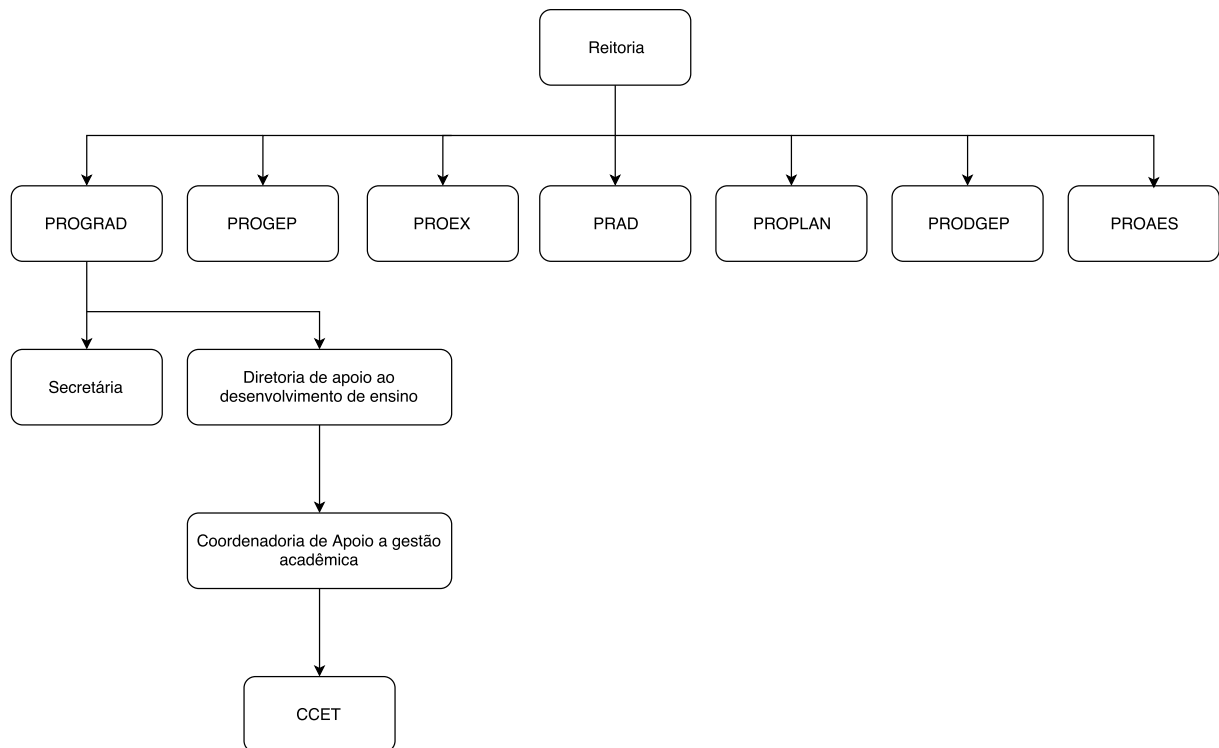 Reitoria
PROGRAD
PROGEP
PROEX
PRAD
PROPLAN
PRODGEP
PROAES
Secretária
Diretoria de apoio ao
desenvolvimento de ensino
Coordenadoria de Apoio a gestão
acadêmica
CCET